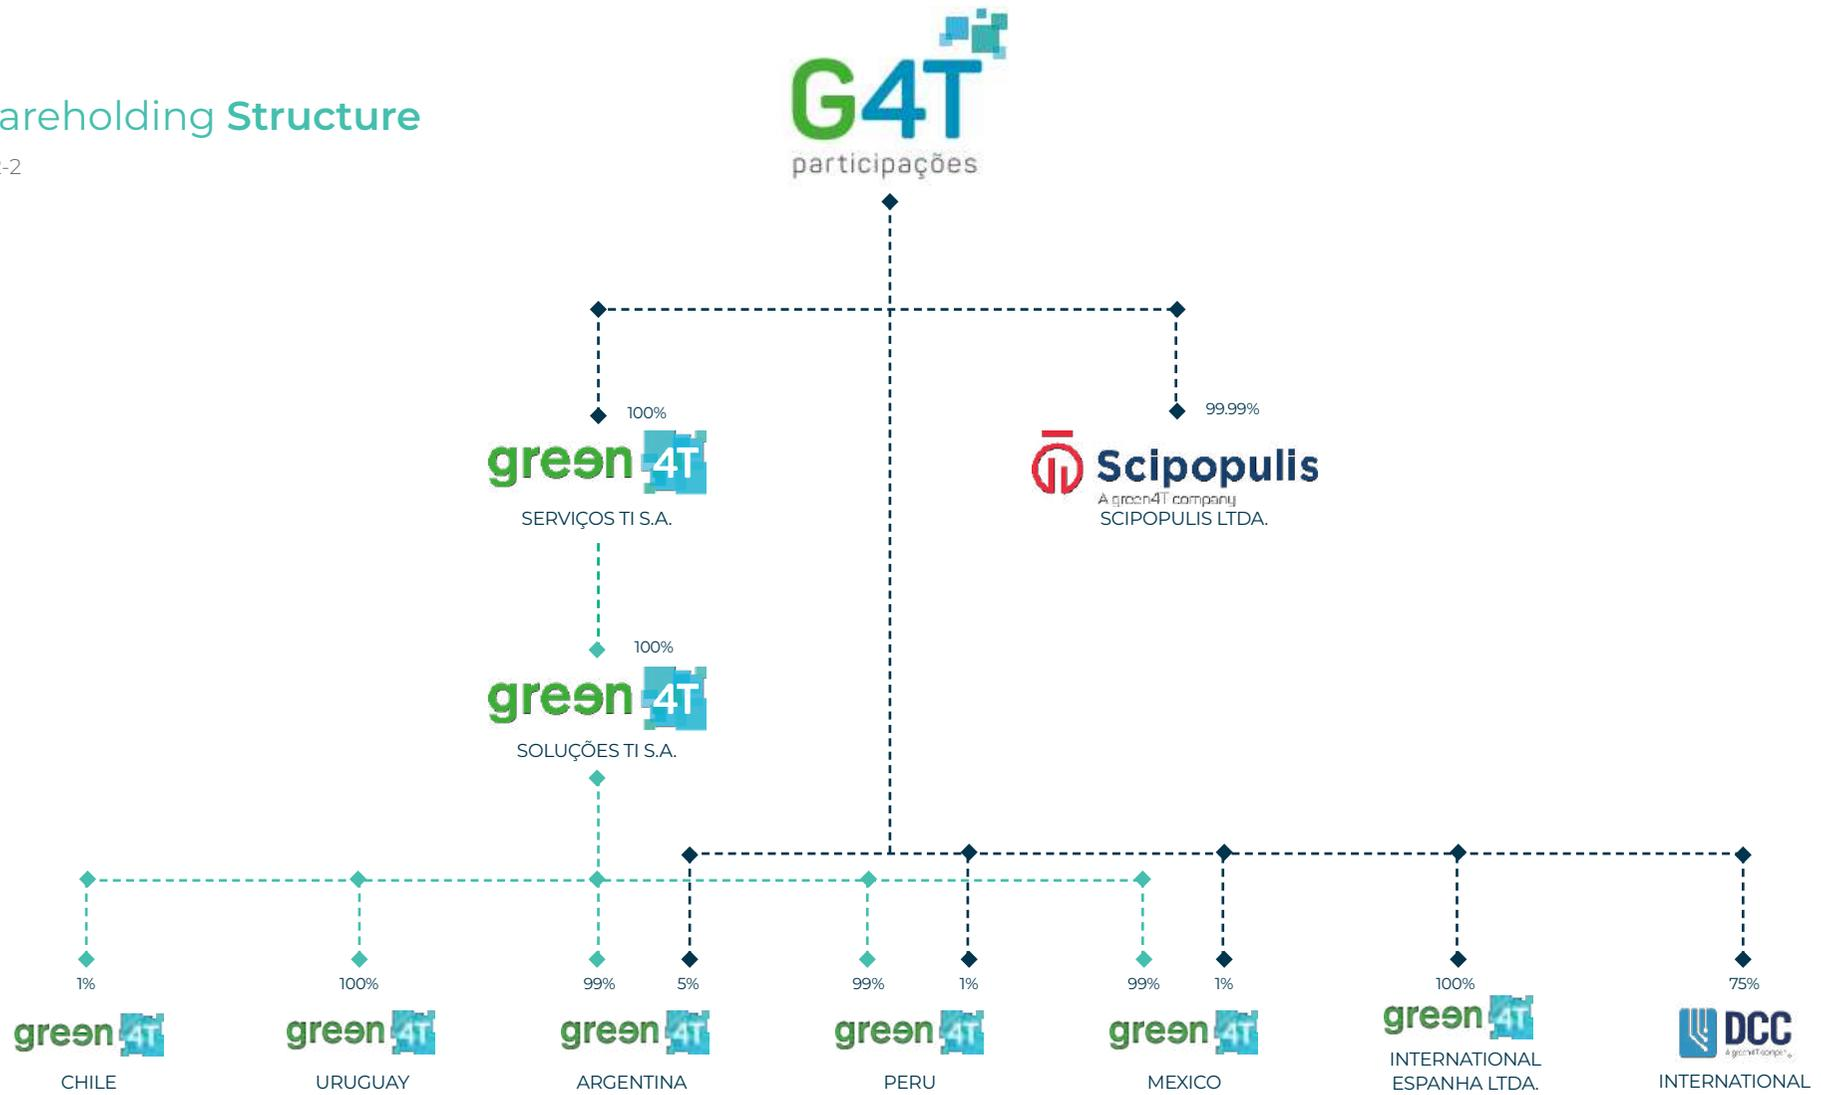 G4T
participações
areholding Structure
-2
100%
99.99%
green 4T
Scipopulis
A green4T company
SERVIÇOS TI S.A.
SCIPOPULIS LTDA.
100%
green 4T
SOLUÇÕES TI S.A.
1% 100% 99% 5% 99% 1% 99% 1% 100% 75%
green 4T green 4T green 4T green 4T green 4T green 4T DCC
CHILE URUGUAY ARGENTINA PERU MEXICO INTERNATIONAL
ESPANHA LTDA. INTERNATIONAL